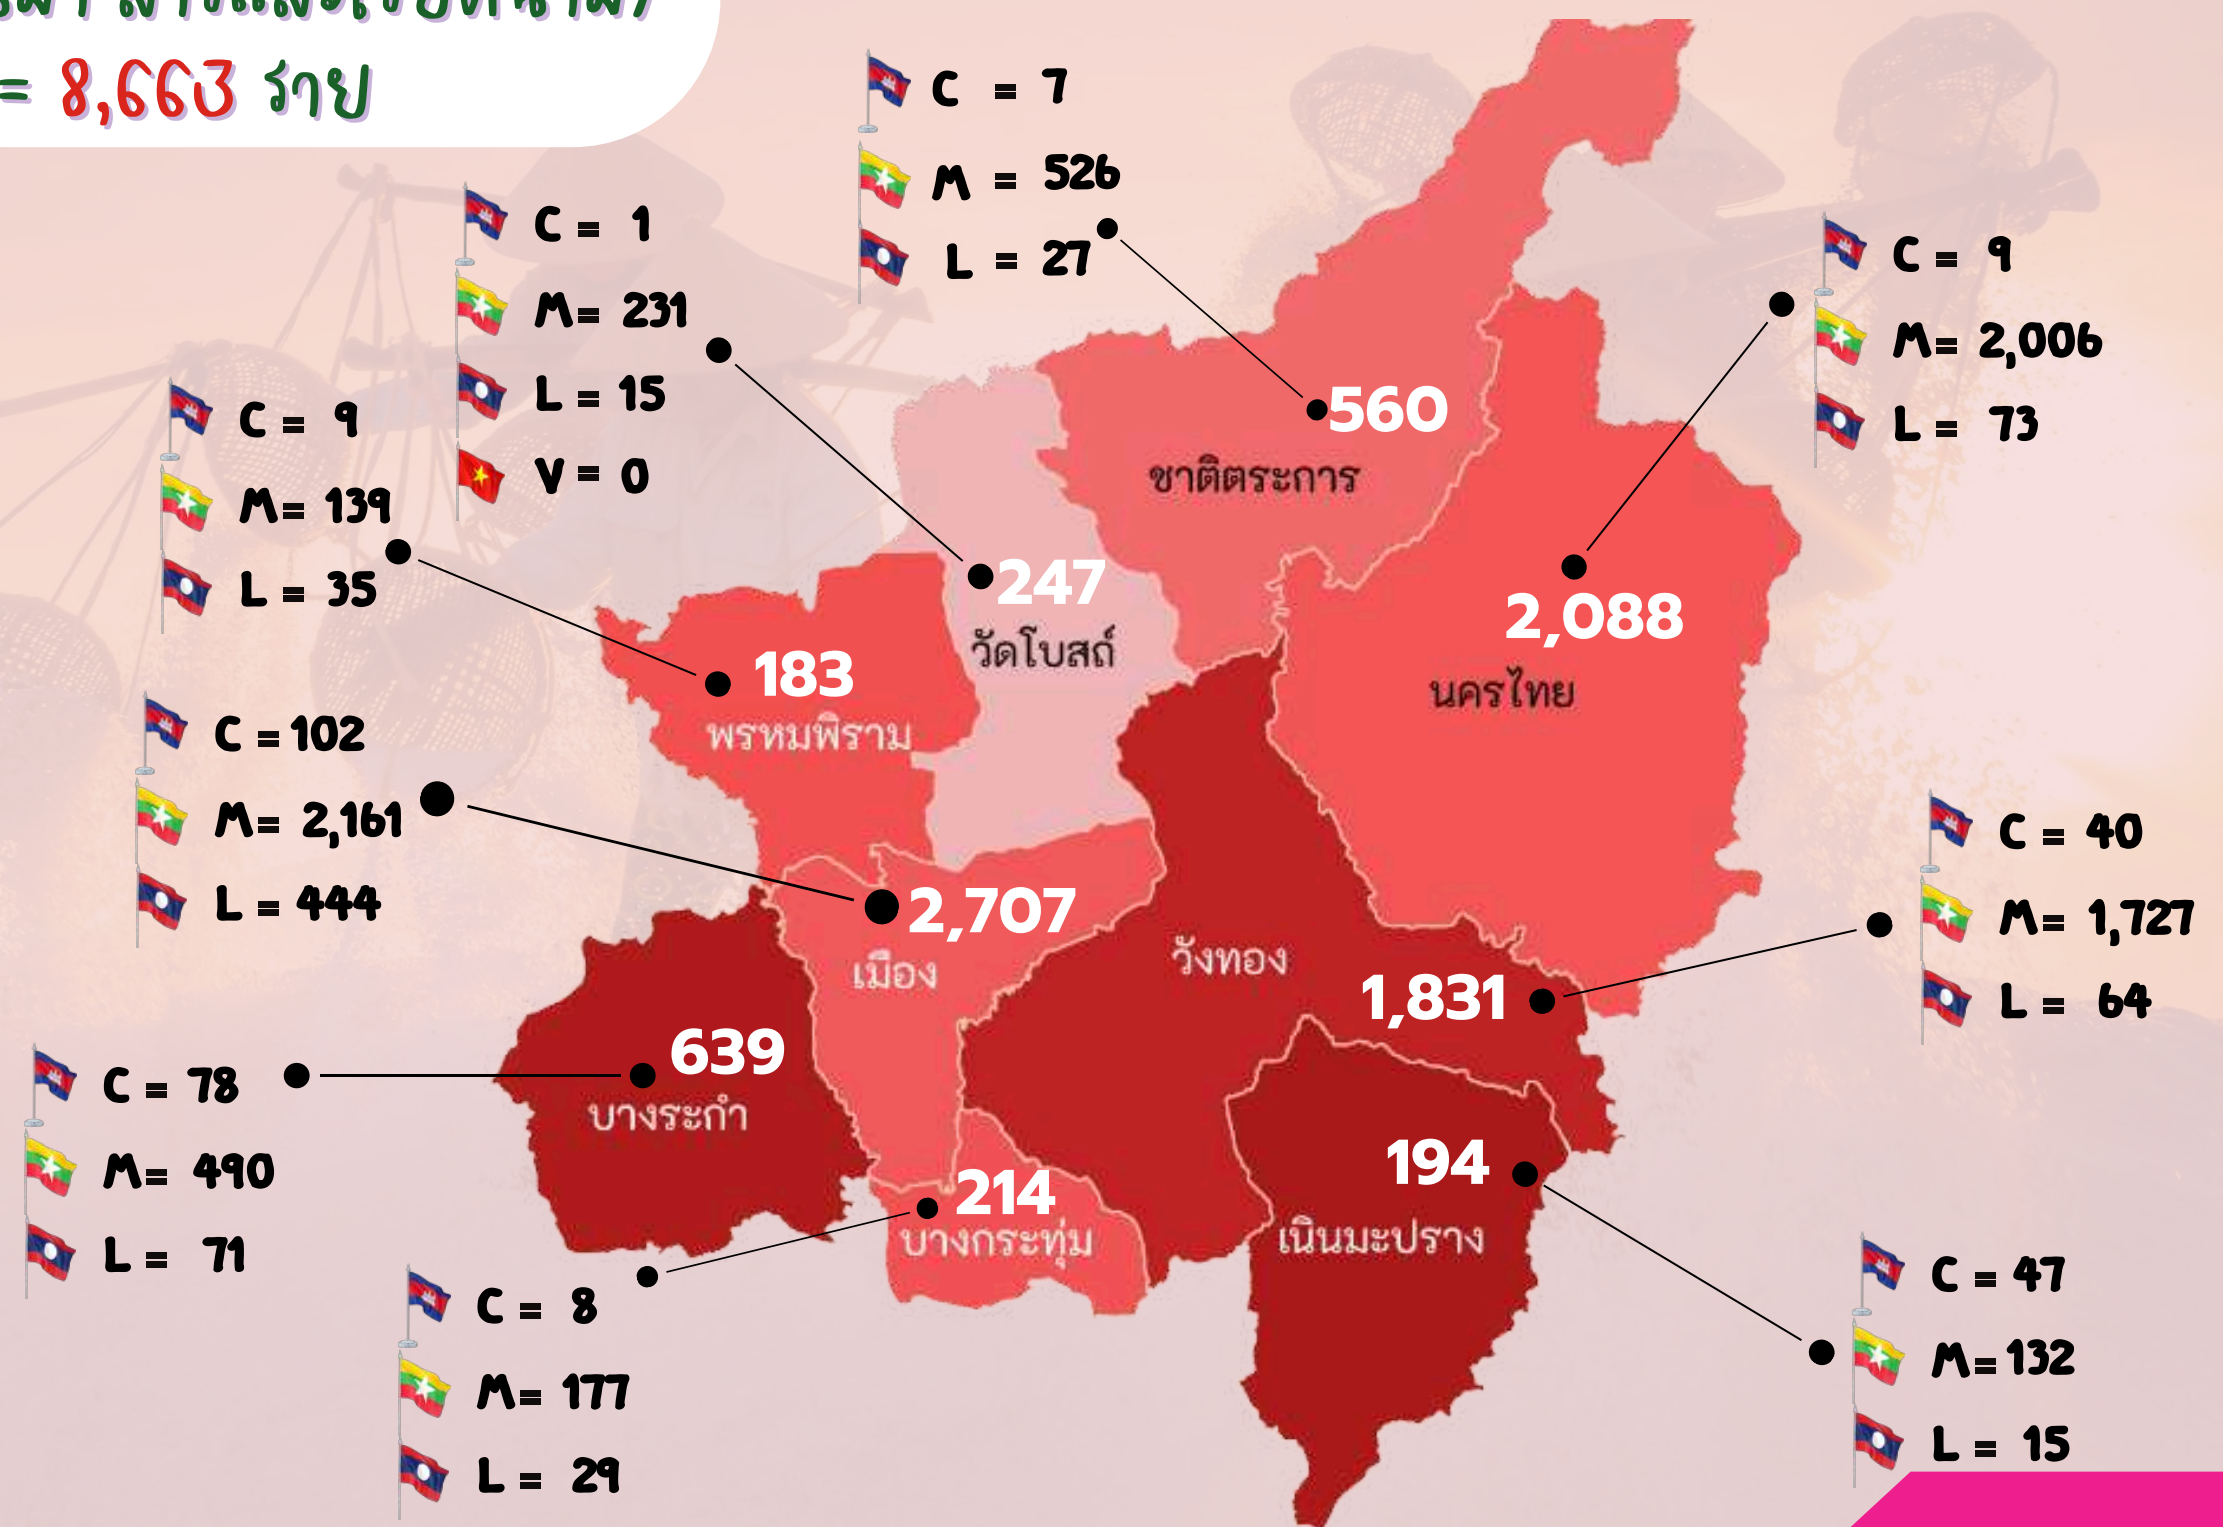 = 8,663 ราย
C = 7
M = 526
L = 27
C = 1
M = 231
L = 15
V = 0
C = 9
M = 2,006
L = 73
C = 9
M = 139
L = 35
560
ชาติตระการ
247
วัดโบสถ์
2,088
นครไทย
183
พรหมพิราม
C = 102
M = 2,161
L = 444
2,707
เมือง
วังทอง
1,831
C = 40
M = 1,727
L = 64
639
บางระกำ
C = 78
M = 490
L = 71
214
บางกระทุ่ม
194
เนินมะปราง
C = 8
M = 177
L = 29
C = 47
M = 132
L = 15